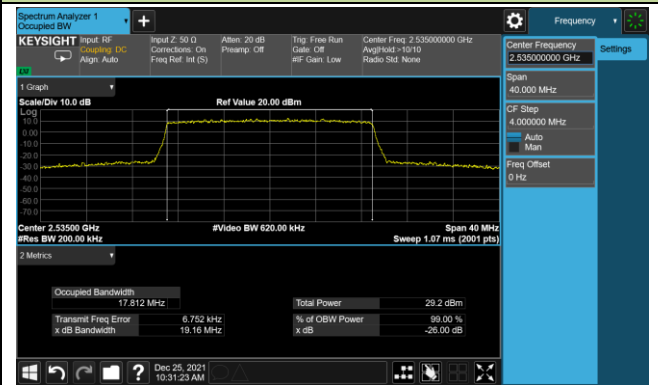 Spectrum Analyzer 1
Occupied BW
Frequency
KEYSIGHT
Input: RF
Coupling: DC
Align: Auto
Input Z: 50 Ω
Corrections: On
Freq Ref: Int (S)
Atten: 20 dB
Preamp: Off
Trig: Free Run
Gate: Off
#IF Gain: Low
Center Freq: 2.535000000 GHz
Avg|Hold:>10/10
Radio Std: None
Center Frequency
2.535000000 GHz
Settings
Span
40.000 MHz
CF Step
4.000000 MHz
Auto
Man
Freq Offset
0 Hz
1 Graph
Scale/Div 10.0 dB
Ref Value 20.00 dBm
Log
10.0
0.00
-10.0
-20.0
-30.0
-40.0
-50.0
-60.0
-70.0
Center 2.53500 GHz
#Video BW 620.00 kHz
Span 40 MHz
#Res BW 200.00 kHz
Sweep 1.07 ms (2001 pts)
2 Metrics
Occupied Bandwidth
17.812 MHz
Total Power 29.2 dBm
Transmit Freq Error 6.752 kHz
% of OBW Power 99.00 %
x dB Bandwidth 19.16 MHz
x dB -26.00 dB
?
Dec 25, 2021
10:31:23 AM